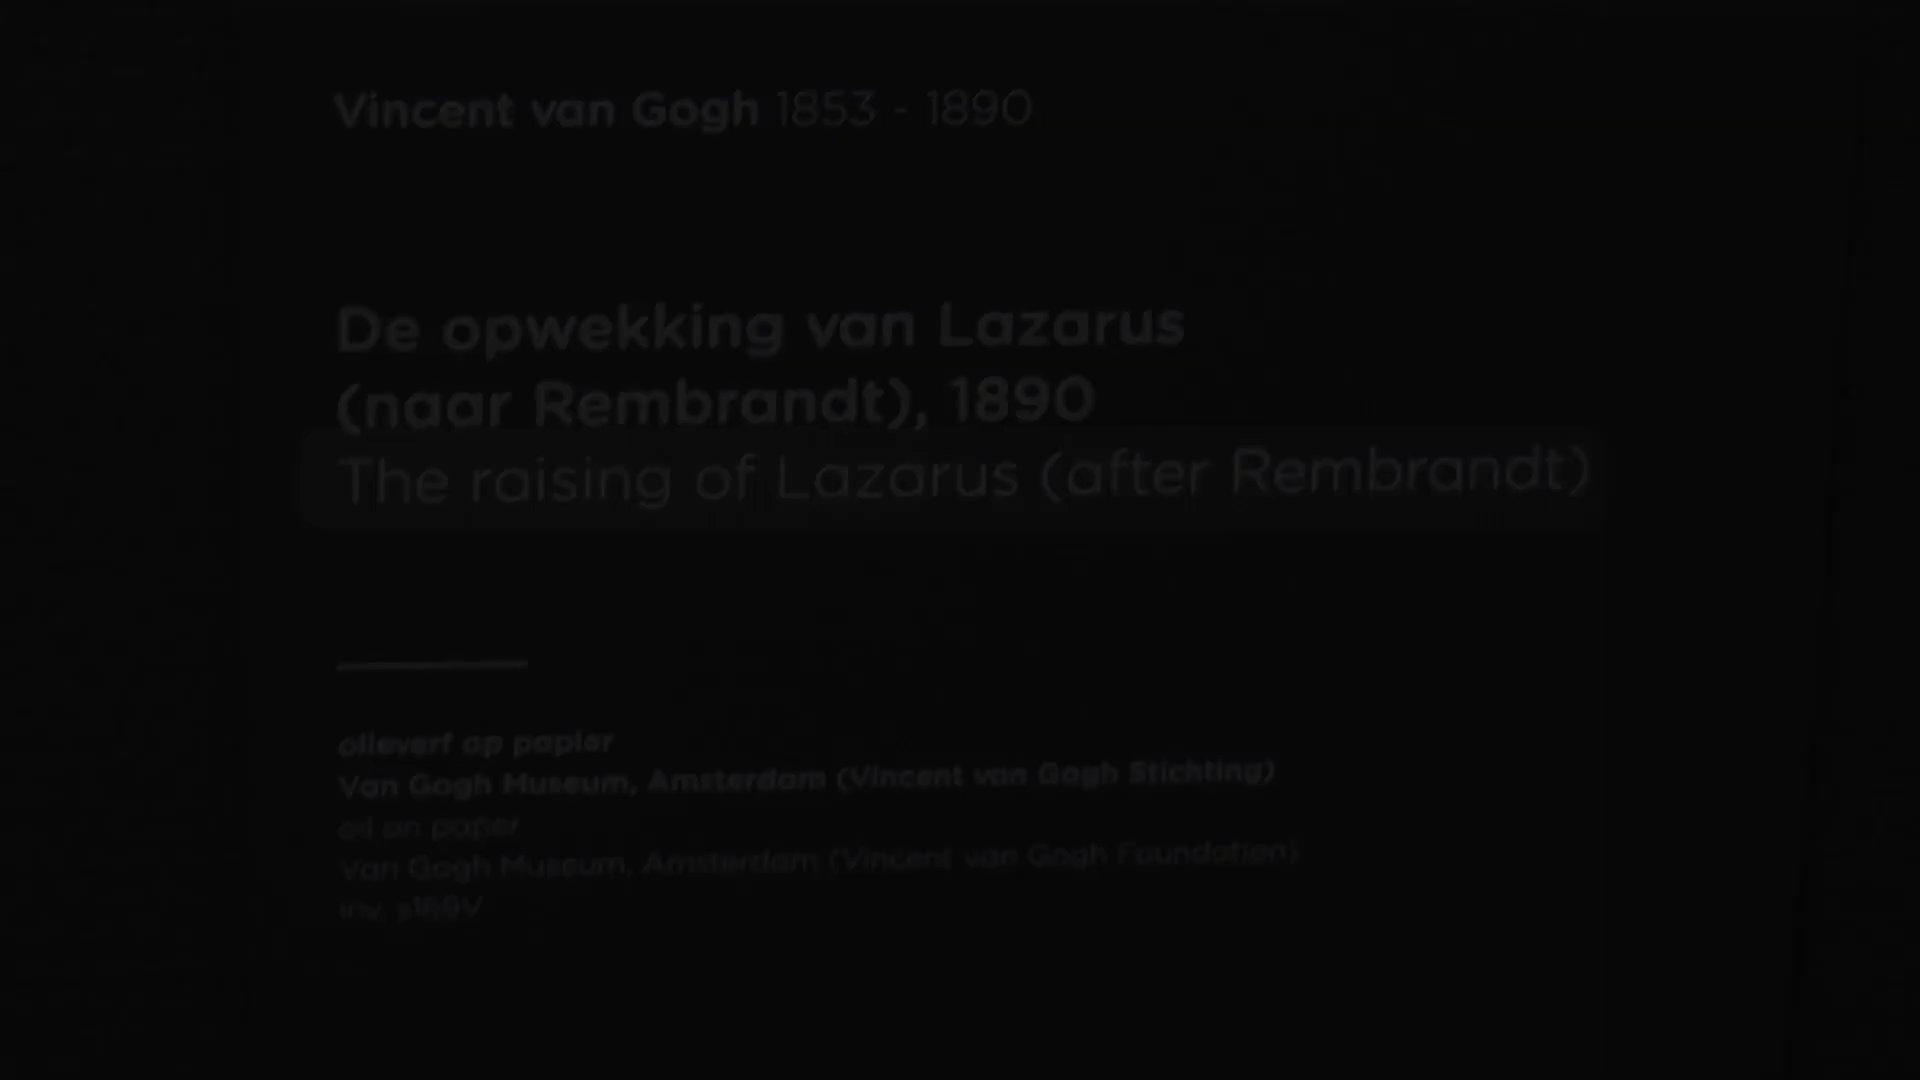 Vincent van Gogh 1853 - 1890
De opwekking van Lazarus
(naar Rembrandt), 1890
The raising of Lazarus (after Rembrandt)
olieverf op papier
Van Gogh Museum, Amsterdam (Vincent van Gogh Stichting)
oil on paper
Van Gogh Museum, Amsterdam (Vincent van Gogh Foundation)
inv.